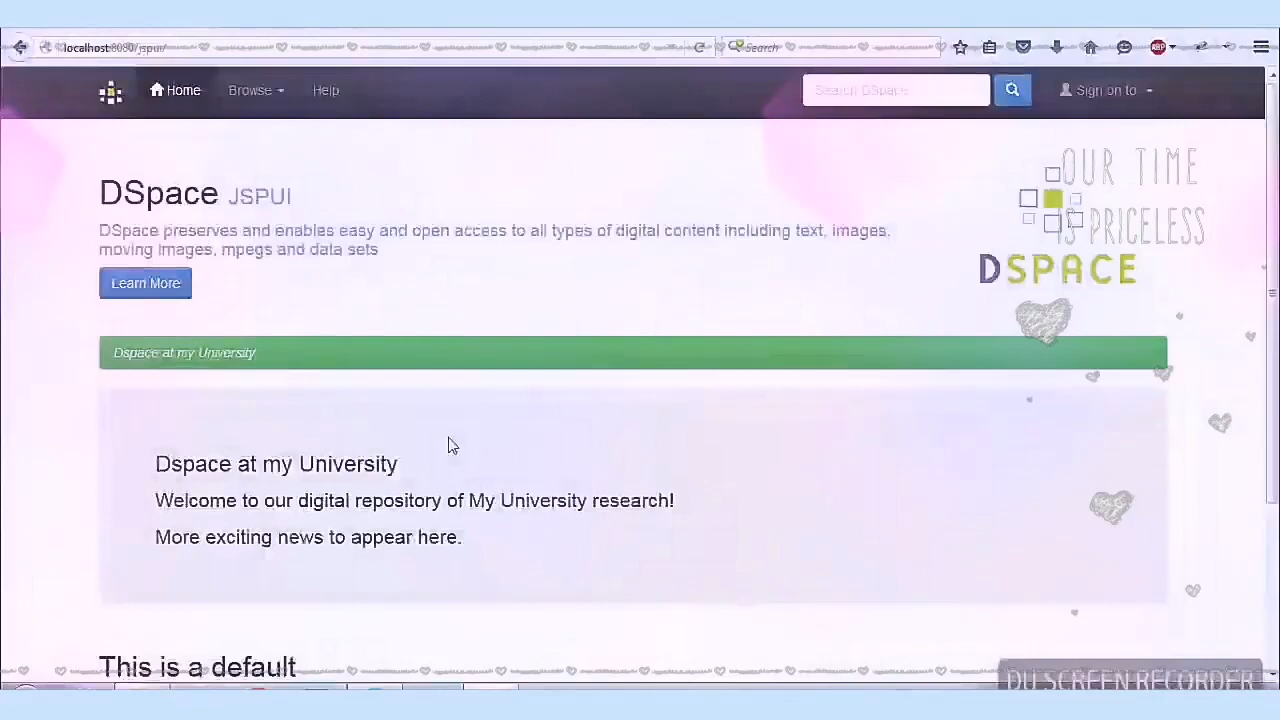 localhost:8080/jspui/
Search
Home Browse Help Search DSpace Sign on to
OUR TIME
IS PRICELESS
DSPACE
DSpace JSPUI
DSpace preserves and enables easy and open access to all types of digital content including text, images,
moving images, mpegs and data sets
Learn More
Dspace at my University
Dspace at my University
Welcome to our digital repository of My University research!
More exciting news to appear here.
This is a default
DU SCREEN RECORDER